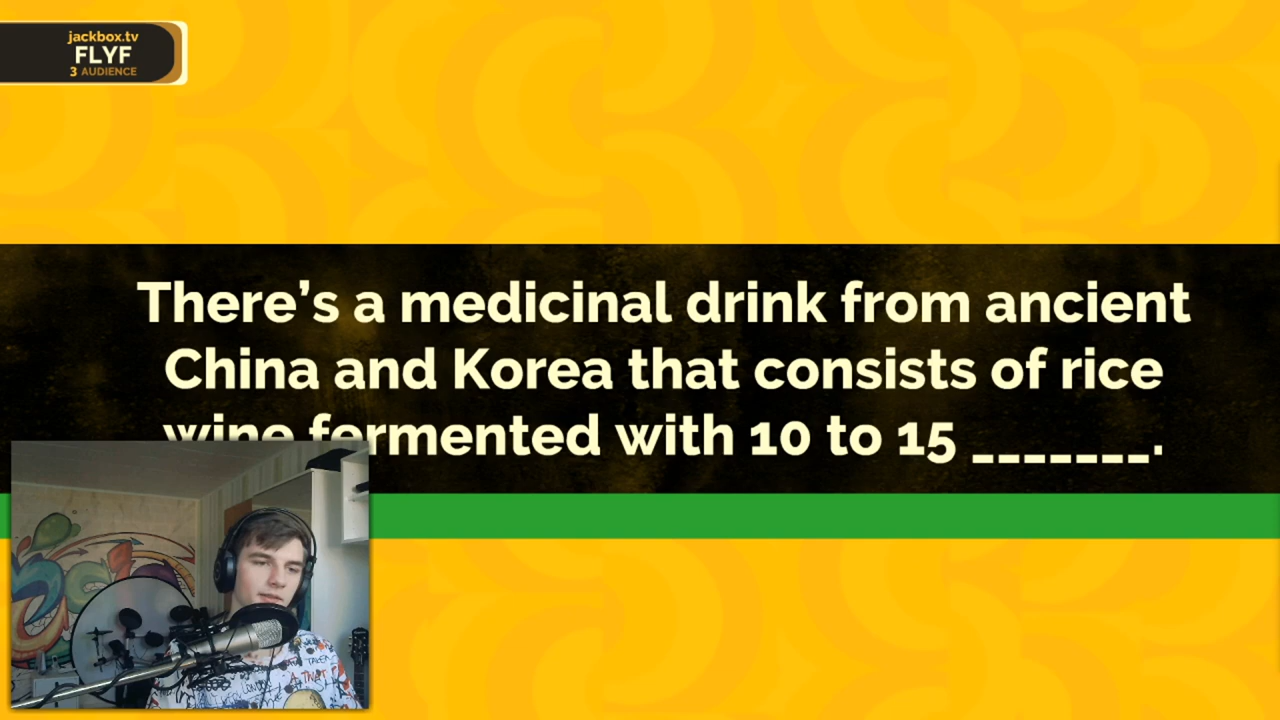 jackbox.tv
FLYF
3 AUDIENCE
There's a medicinal drink from ancient
China and Korea that consists of rice
wine fermented with 10 to 15 _______.